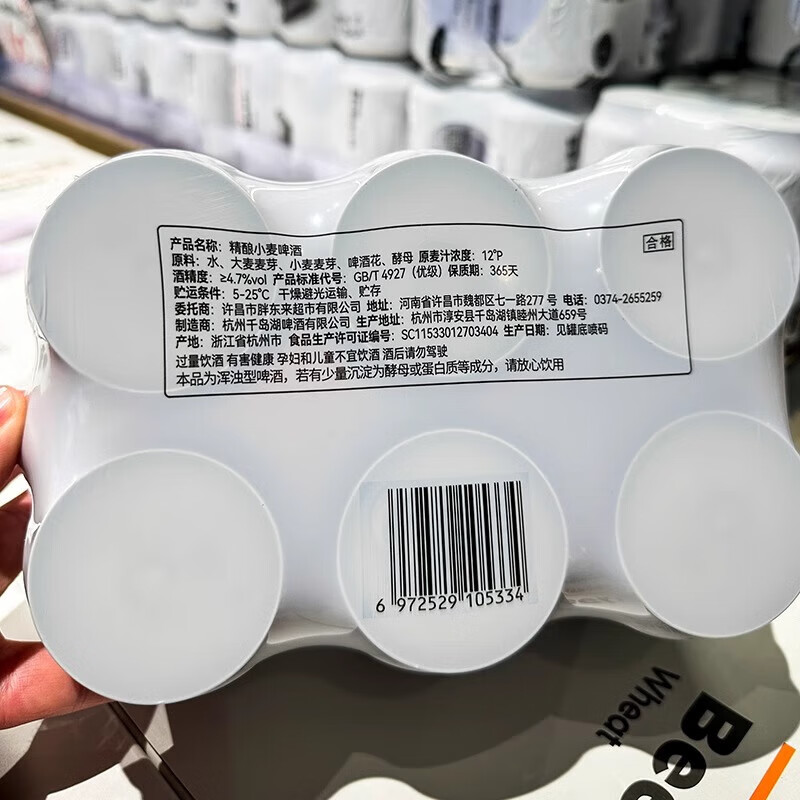 产品名称：精酿小麦啤酒
合格
原料：水、大麦麦芽、小麦麦芽、啤酒花、酵母 原麦汁浓度：12°P
酒精度：≥4.7%vol 产品标准代号：GB/T 4927（优级）保质期：365天
贮运条件：5-25°C 干燥避光运输、贮存
委托商：许昌市胖东来超市有限公司 地址：河南省许昌市魏都区七一路277号 电话：0374-2655259
制造商：杭州千岛湖啤酒有限公司 生产地址：杭州市淳安县千岛湖镇睦州大道659号
产地：浙江省杭州市 食品生产许可证编号：SC11533012703404 生产日期：见罐底喷码
过量饮酒 有害健康 孕妇和儿童不宜饮酒 酒后请勿驾驶
本品为浑浊型啤酒，若有少量沉淀为酵母或蛋白质等成分，请放心饮用
6 972529 105334
Wheat
Bee